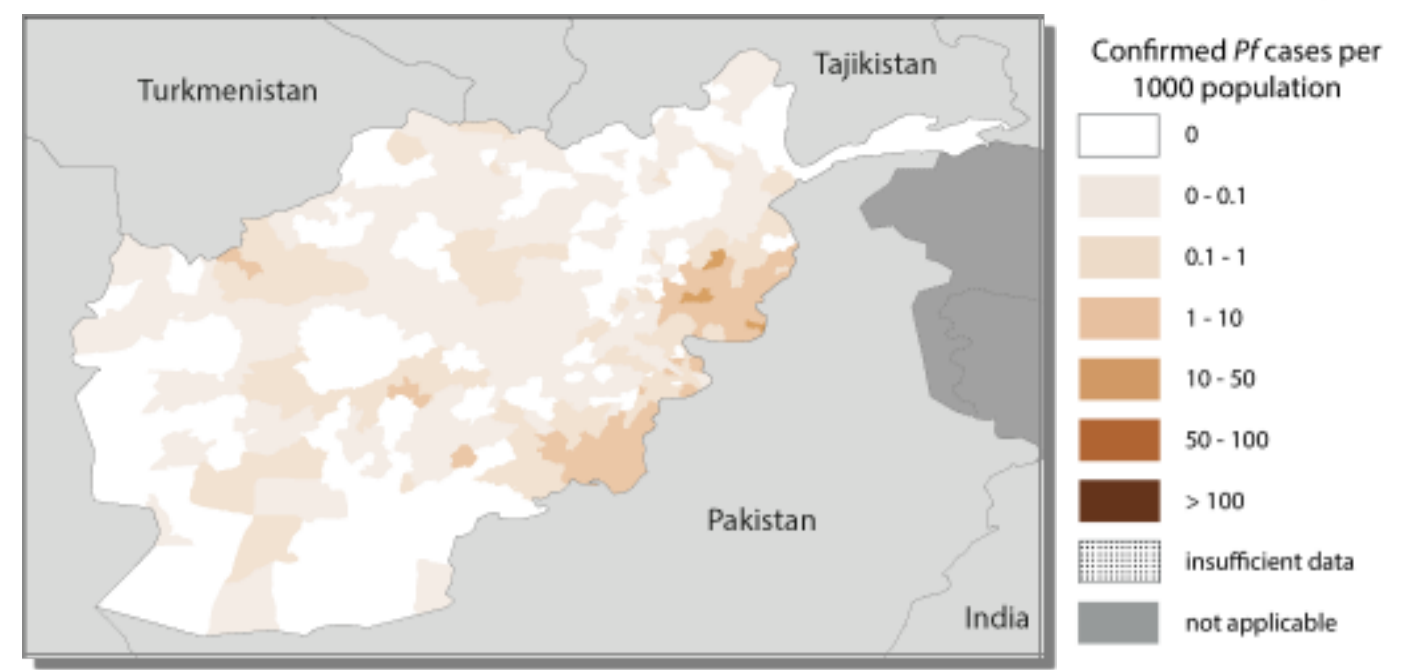 Turkmenistan
Tajikistan
Pakistan
India
Confirmed Pf cases per
1000 population
0
0 - 0.1
0.1 - 1
1 - 10
10 - 50
50 - 100
> 100
insufficient data
not applicable